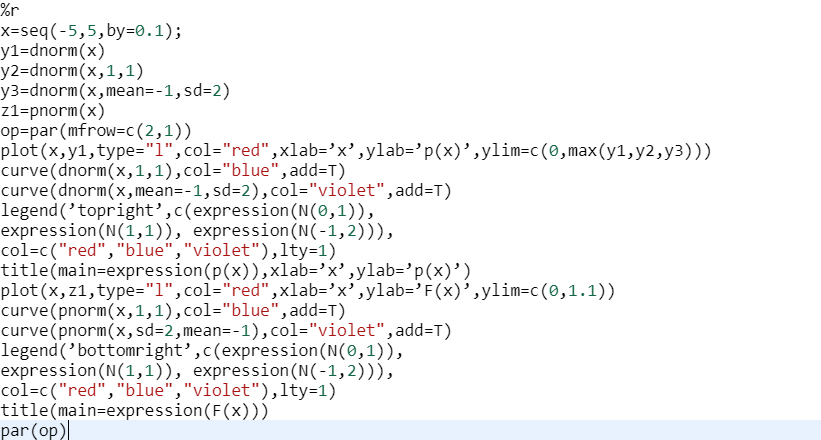 %r
x=seq(-5,5,by=0.1);
y1=dnorm(x)
y2=dnorm(x,1,1)
y3=dnorm(x,mean=-1,sd=2)
z1=pnorm(x)
op=par(mfrow=c(2,1))
plot(x,y1,type="l",col="red",xlab=’x’,ylab=’p(x)’,ylim=c(0,max(y1,y2,y3)))
curve(dnorm(x,1,1),col="blue",add=T)
curve(dnorm(x,mean=-1,sd=2),col="violet",add=T)
legend(’topright’,c(expression(N(0,1)),
expression(N(1,1)), expression(N(-1,2))),
col=c("red","blue","violet"),lty=1)
title(main=expression(p(x)),xlab=’x’,ylab=’p(x)’)
plot(x,z1,type="l",col="red",xlab=’x’,ylab=’F(x)’,ylim=c(0,1.1))
curve(pnorm(x,1,1),col="blue",add=T)
curve(pnorm(x,sd=2,mean=-1),col="violet",add=T)
legend(’bottomright’,c(expression(N(0,1)),
expression(N(1,1)), expression(N(-1,2))),
col=c("red","blue","violet"),lty=1)
title(main=expression(F(x)))
par(op)